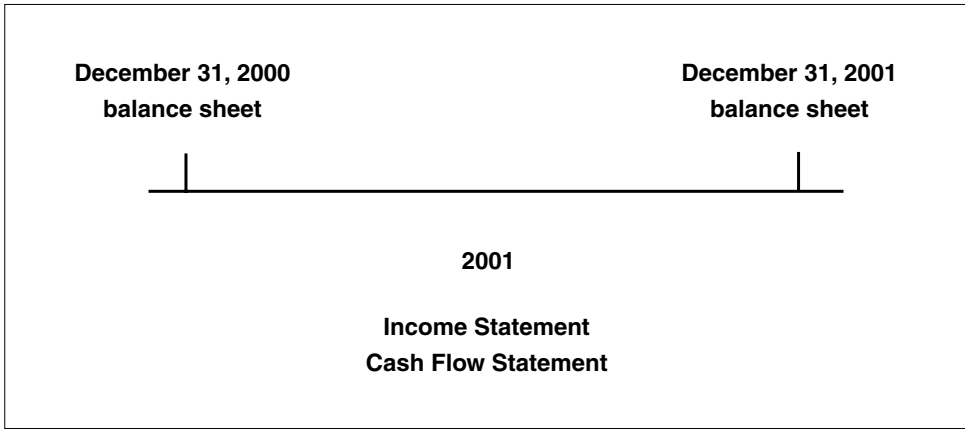 December 31, 2000
balance sheet
December 31, 2001
balance sheet
2001
Income Statement
Cash Flow Statement